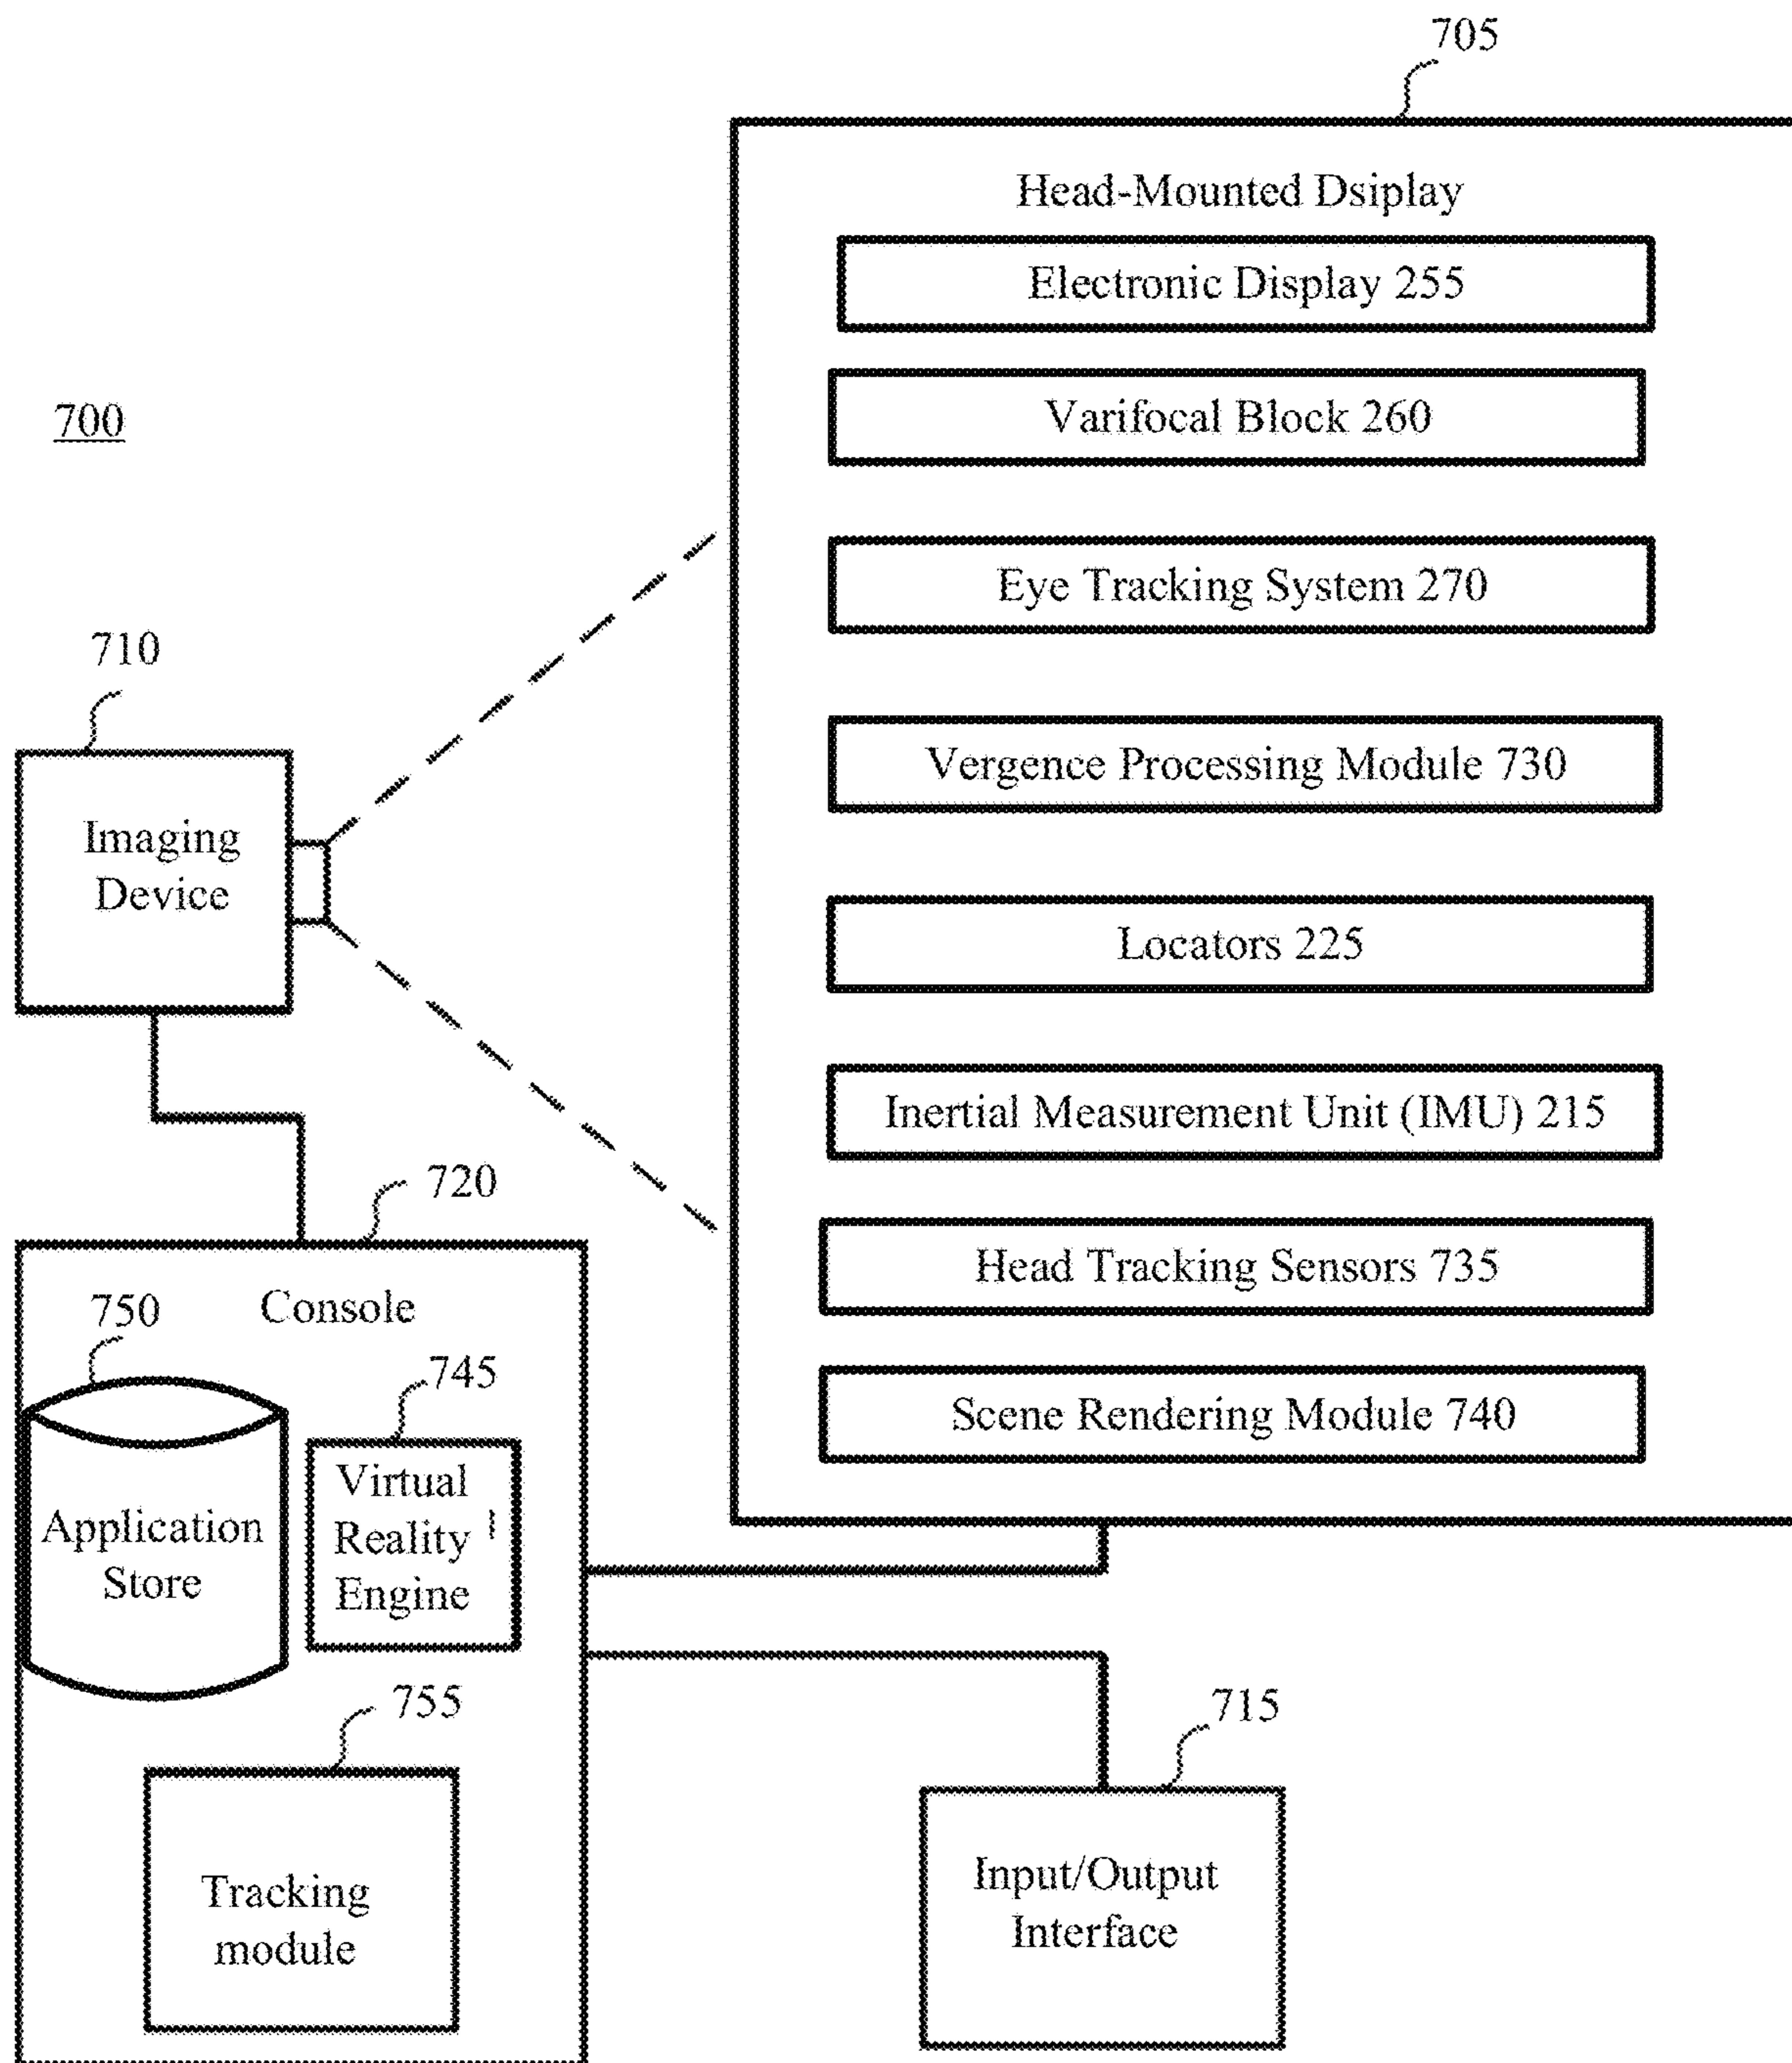 705
Head-Mounted Dsiplay
Electronic Display 255
Varifocal Block 260
700
Eye Tracking System 270
710
Vergence Processing Module 730
Imaging
Device
Locators 225
Inertial Measurement Unit (IMU) 215
720
Head Tracking Sensors 735
Console
750
745
Scene Rendering Module 740
Virtual
Reality
Engine
Application
Store
755
715
Tracking
module
Input/Output
Interface